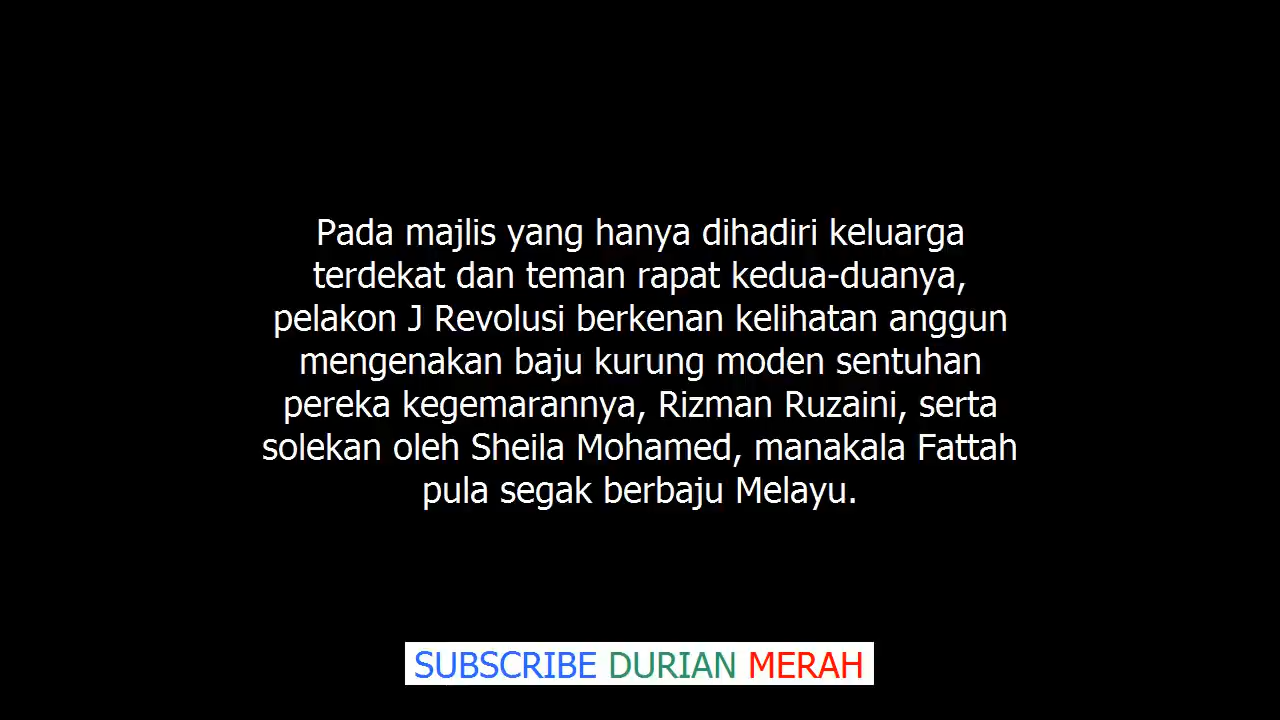 Pada majlis yang hanya dihadiri keluarga
terdekat dan teman rapat kedua-duanya,
pelakon J Revolusi berkenan kelihatan anggun
mengenakan baju kurung moden sentuhan
pereka kegemarannya, Rizman Ruzaini, serta
solekan oleh Sheila Mohamed, manakala Fattah
pula segak berbaju Melayu.
SUBSCRIBE DURIAN MERAH